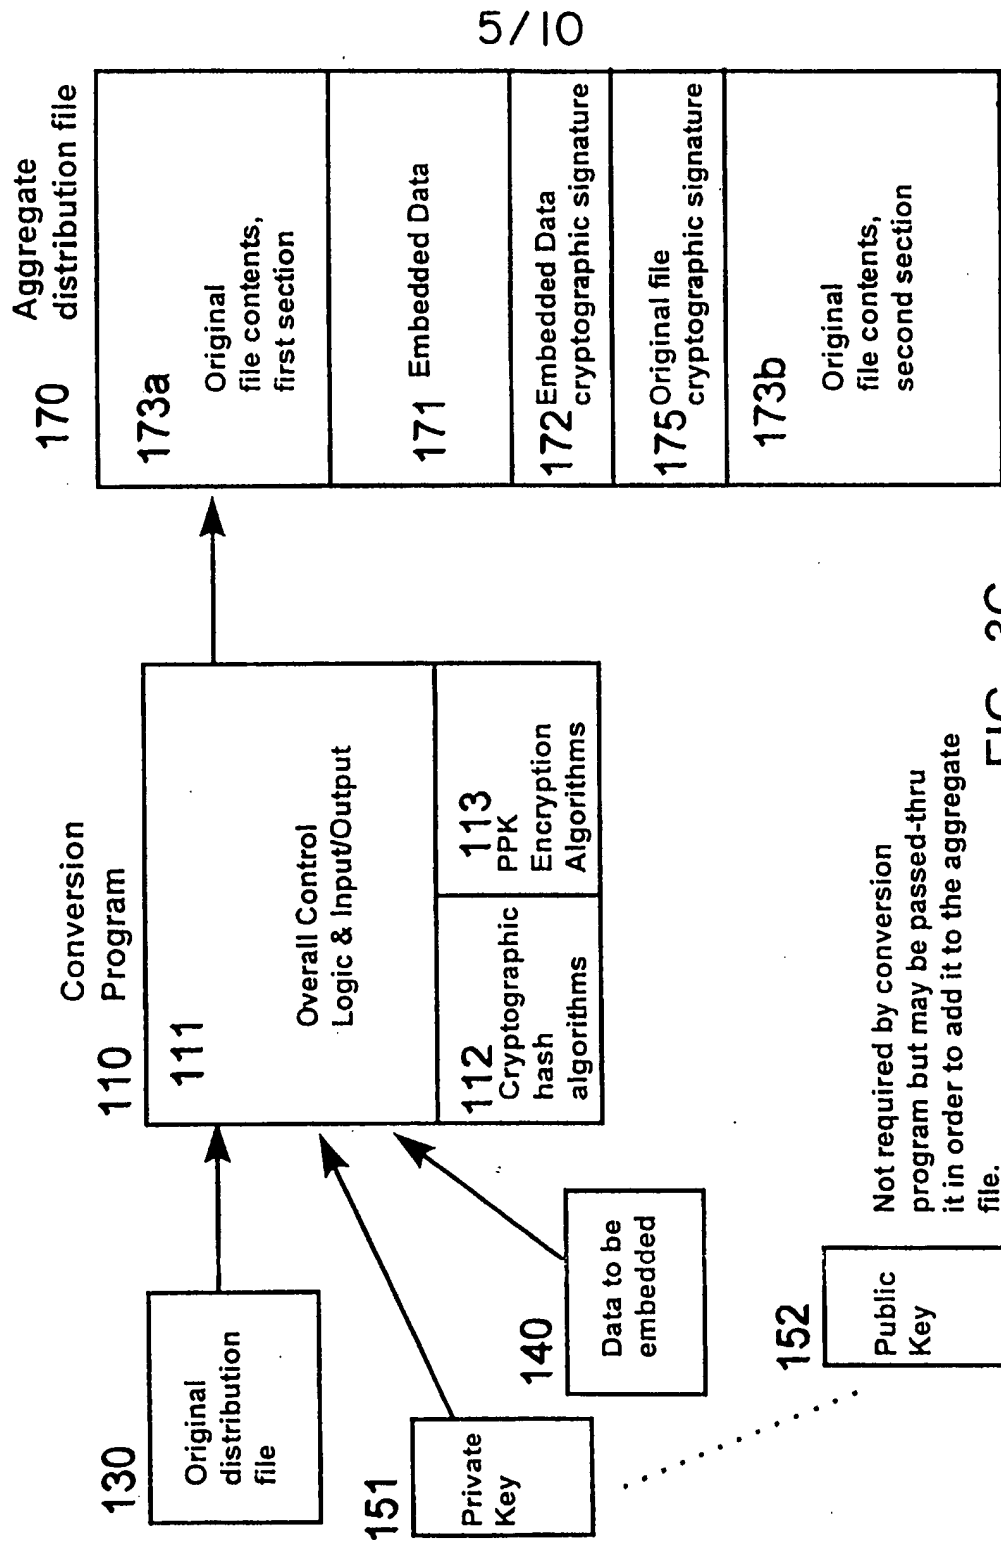 5/10
130
Original
distribution
file
151
Private
Key
140
Data to be
embedded
152
Public
Key
Not required by conversion
program but may be passed-thru
it in order to add it to the aggregate
file.
110
Conversion
Program
111
Overall Control
Logic & Input/Output
112
Cryptographic
hash
algorithms
113
PPK
Encryption
Algorithms
170
Aggregate
distribution file
173a
Original
file contents,
first section
171 Embedded Data
172 Embedded Data
cryptographic signature
175 Original file
cryptographic signature
173b
Original
file contents,
second section